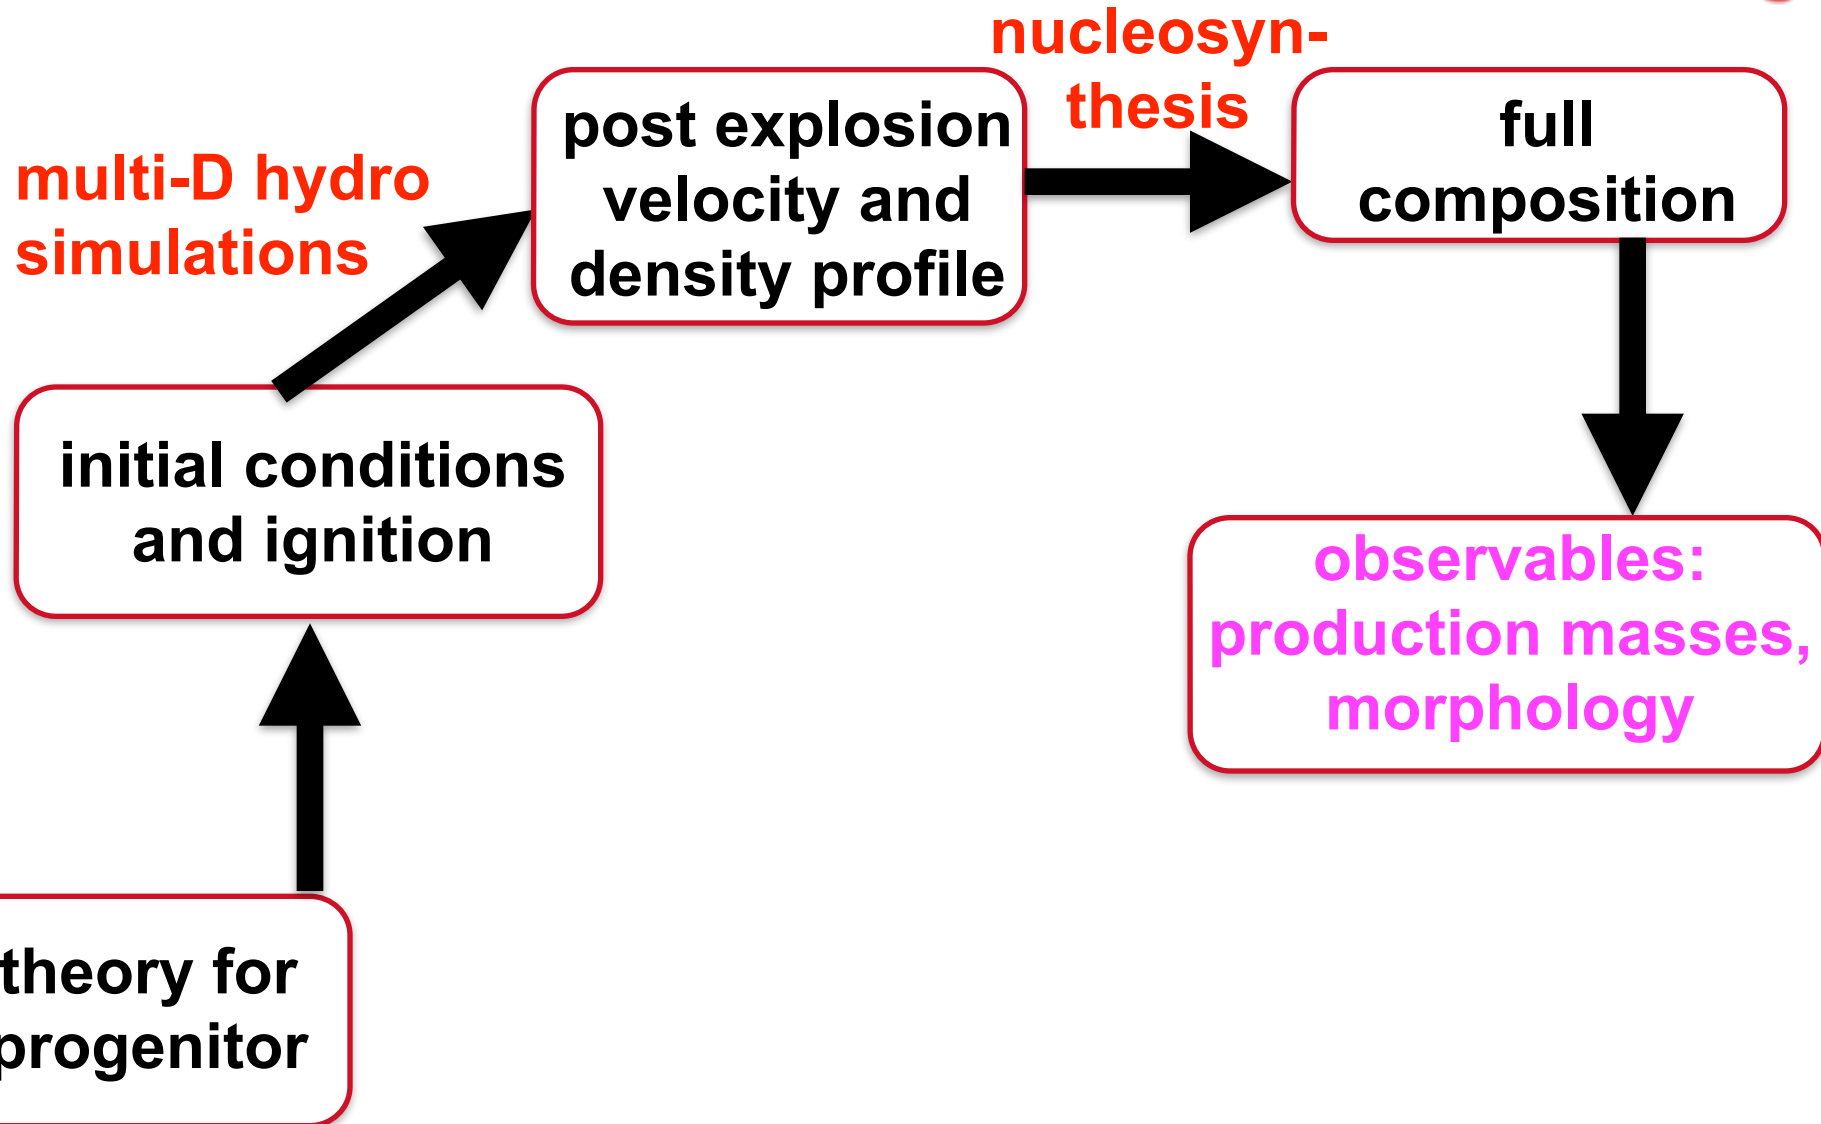 nucleosyn-
thesis
multi-D hydro
simulations
post explosion
velocity and
density profile
full
composition
initial conditions
and ignition
observables:
production masses,
morphology
theory for
progenitor